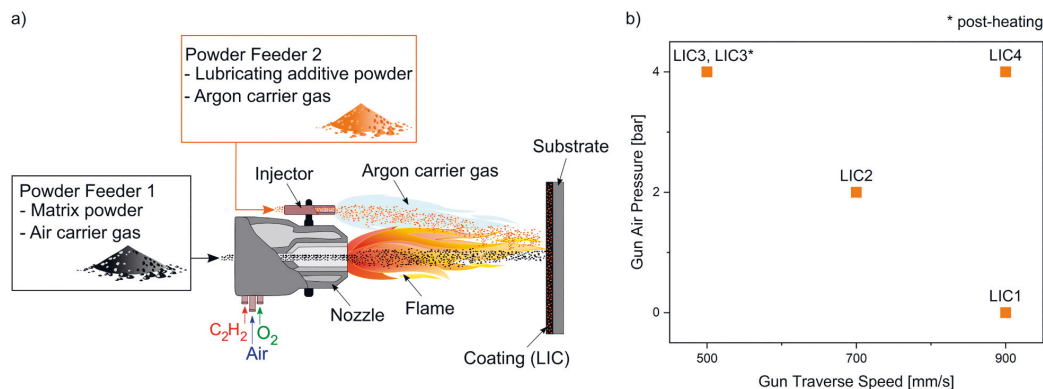 a)
Powder Feeder 2
- Lubricating additive powder
- Argon carrier gas
Powder Feeder 1
- Matrix powder
- Air carrier gas
Injector
Argon carrier gas
Substrate
Nozzle
Flame
C₂H₂
O₂
Air
Coating (LIC)
b)
* post-heating
LIC3, LIC3*
LIC4
LIC2
LIC1
Gun Air Pressure [bar]
4
2
0
500
700
900
Gun Traverse Speed [mm/s]